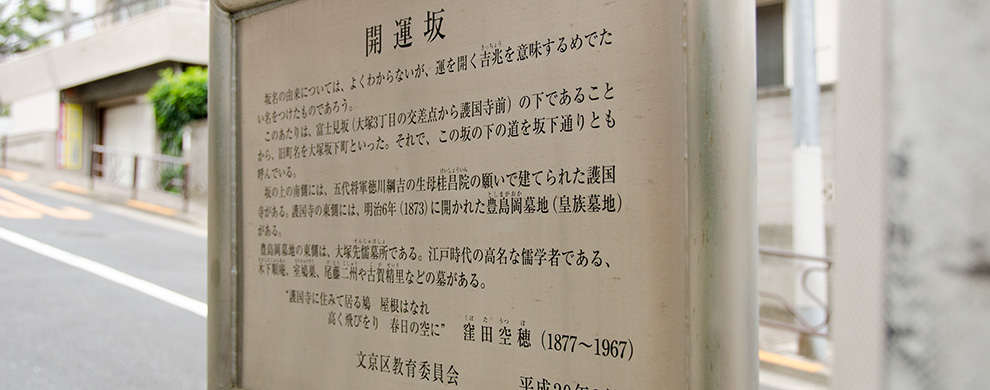 開運坂
坂名の由来については、よくわからないが、運を開く吉兆を意味するめでた
い名をつけたものであろう。
このあたりは、富士見坂(大塚3丁目の交差点から護国寺前)の下であること
から、旧町名を大塚坂下町といった。それで、この坂の下の道を坂下通りとも
呼んでいる。
坂の上の南側には、五代将軍徳川綱吉の生母桂昌院の願いで建てられた護国
寺がある。護国寺の東側には、明治6年(1873)に開かれた豊島岡墓地(皇族墓地)
がある。
豊島岡墓地の東側は、大塚先儒墓所である。江戸時代の高名な儒学者である、
木下順庵、室鳩巣、尾藤二州や古賀精里などの墓がある。
“護国寺に住みて居る鳩 屋根はなれ
高く飛びをり 春日の空に” 窪田空穂(1877〜1967)
文京区教育委員会 平成20年